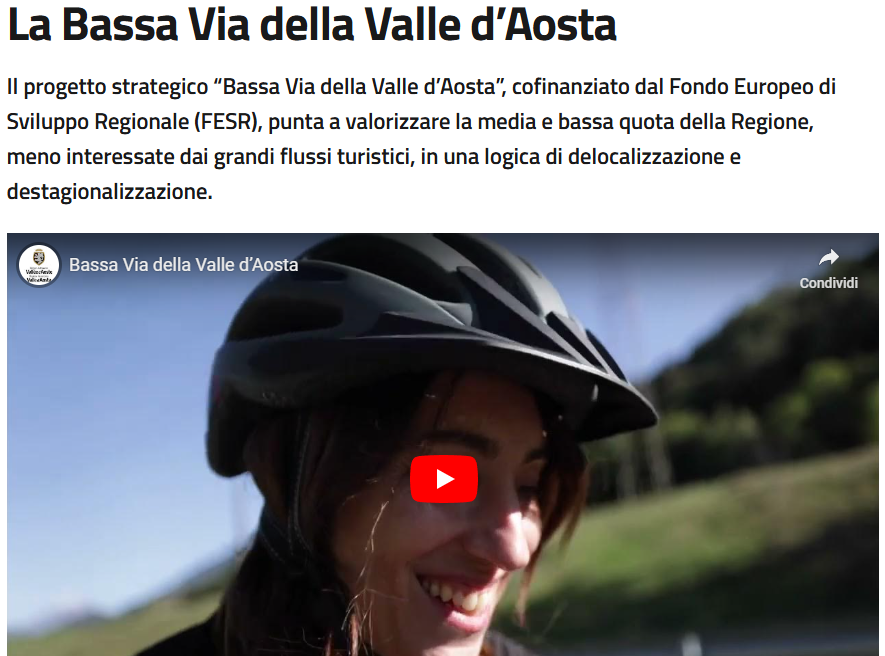 La Bassa Via della Valle d’Aosta
Il progetto strategico “Bassa Via della Valle d’Aosta”, cofinanziato dal Fondo Europeo di
Sviluppo Regionale (FESR), punta a valorizzare la media e bassa quota della Regione,
meno interessate dai grandi flussi turistici, in una logica di delocalizzazione e
destagionalizzazione.
Bassa Via della Valle d’Aosta
Condividi